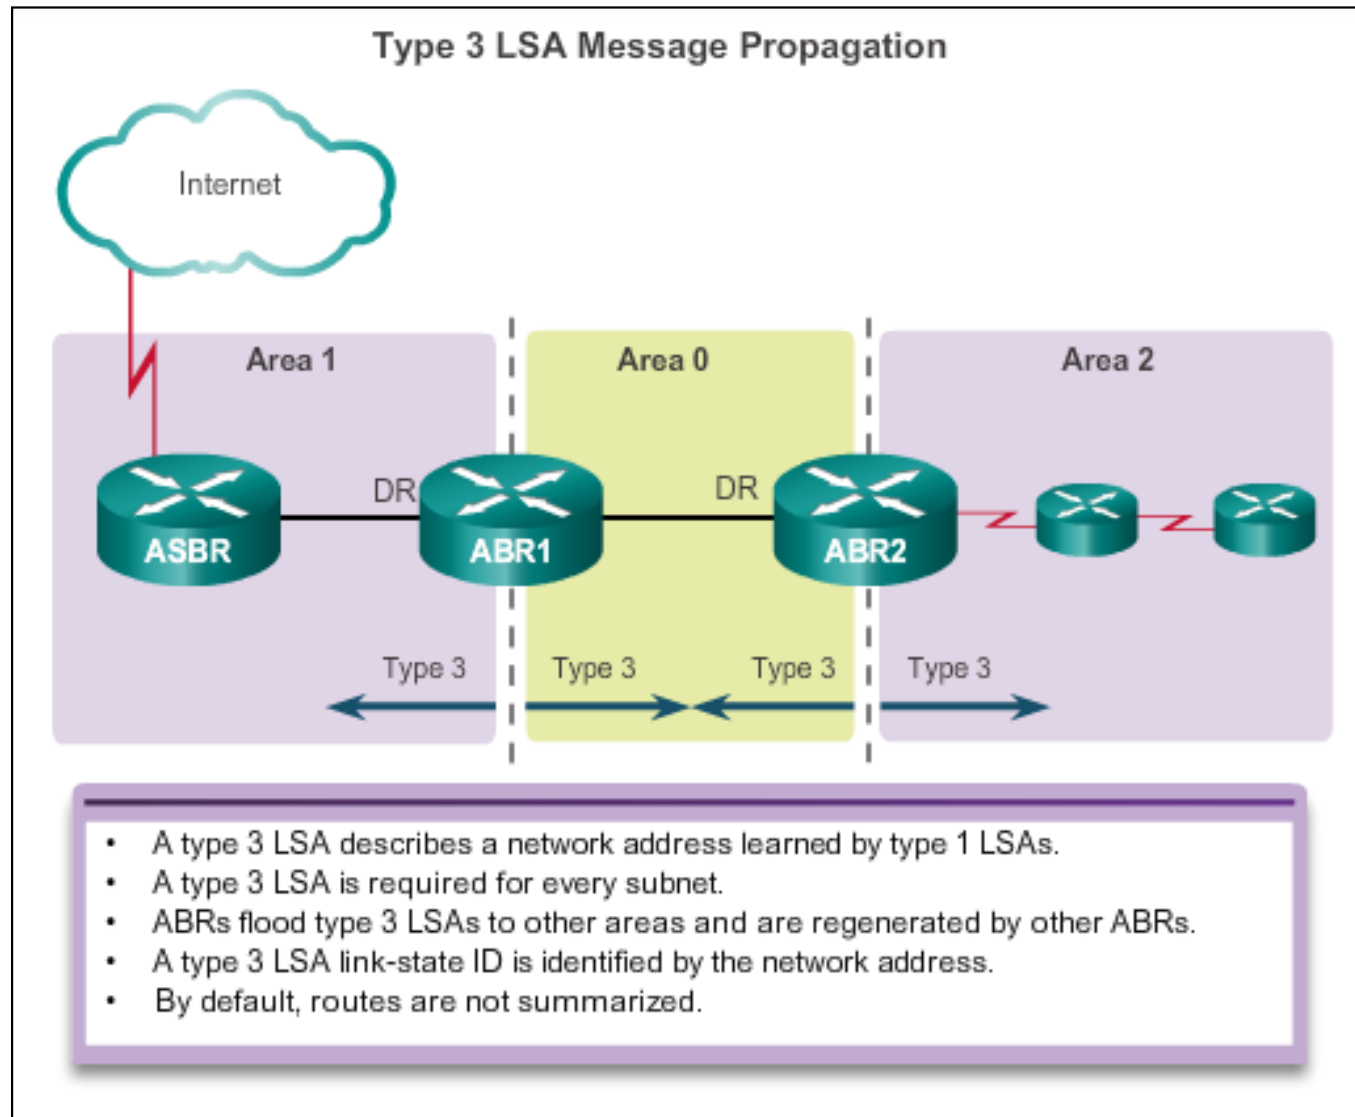 Type 3 LSA Message Propagation
Internet
Area 1
Area 0
Area 2
DR
DR
ASBR
ABR1
ABR2
Type 3
Type 3
Type 3
Type 3
• A type 3 LSA describes a network address learned by type 1 LSAs.
• A type 3 LSA is required for every subnet.
• ABRs flood type 3 LSAs to other areas and are regenerated by other ABRs.
• A type 3 LSA link-state ID is identified by the network address.
• By default, routes are not summarized.